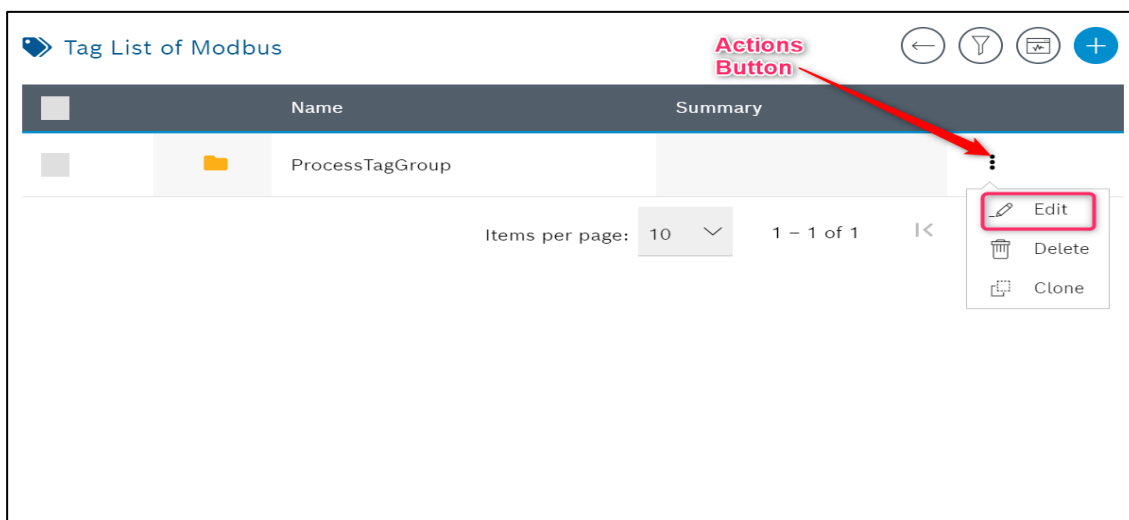 Tag List of Modbus
Actions
Button
Name Summary
ProcessTagGroup
Edit
Items per page: 10 1 – 1 of 1
Delete
Clone